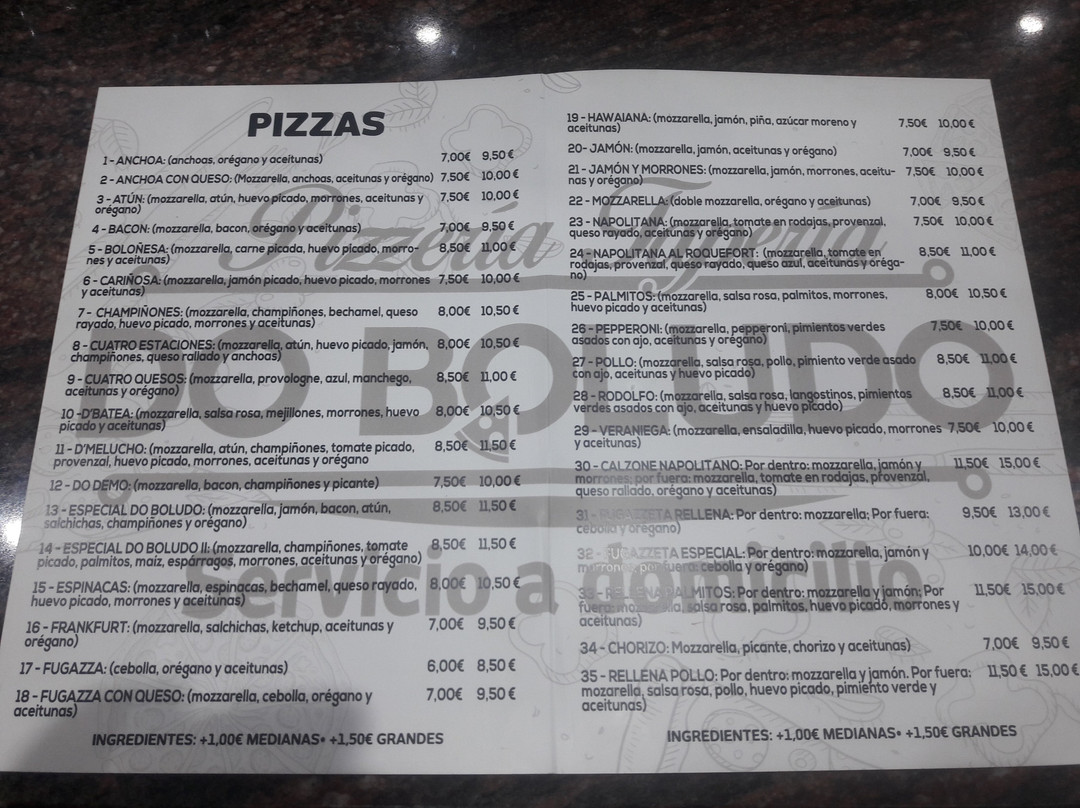 PIZZAS
1 - ANCHOA: (anchoas, orégano y aceitunas) 7,00€ 9,50 €
2 - ANCHOA CON QUESO: (Mozzarella, anchoas, aceitunas y orégano) 7,50€ 10,00 €
3 - ATÚN: (mozzarella, atún, huevo picado, morrones, aceitunas y 7,50€ 10,00 €
orégano)
4 - BACON: (mozzarella, bacon, orégano y aceitunas) 7,00€ 9,50 €
5 - BOLOÑESA: (mozzarella, carne picada, huevo picado, morro- 8,50€ 11,00 €
nes y aceitunas)
6 - CARIÑOSA: (mozzarella, jamón picado, huevo picado, morrones 7,50€ 10,00 €
y aceitunas)
7 - CHAMPIÑONES: (mozzarella, champiñones, bechamel, queso 8,00€ 10,50 €
rayado, huevo picado, morrones y aceitunas)
8 - CUATRO ESTACIONES: (mozzarella, atún, huevo picado, jamón, 8,00€ 10,50 €
champiñones, queso rallado y anchoas)
9 - CUATRO QUESOS: (mozzarella, provologne, azul, manchego, 8,50€ 11,00 €
aceitunas y orégano)
10 -D'BATEA: (mozzarella, salsa rosa, mejillones, morrones, huevo 8,00€ 10,50 €
picado y aceitunas)
11 - D'MELUCHO: (mozzarella, atún, champiñones, tomate picado, 8,50€ 11,50 €
provenzal, huevo picado, morrones, aceitunas y orégano
12 - DO DEMO: (mozzarella, bacon, champiñones y picante) 7,50€ 10,00 €
13 - ESPECIAL DO BOLUDO: (mozzarella, jamón, bacon, atún, 8,50€ 11,50 €
salchichas, champiñones y orégano)
14 - ESPECIAL DO BOLUDO II: (mozzarella, champiñones, tomate 8,50€ 11,50 €
picado, palmitos, maíz, espárragos, morrones, aceitunas y orégano)
15 - ESPINACAS: (mozzarella, espinacas, bechamel, queso rayado, 8,00€ 10,50 €
huevo picado, morrones y aceitunas)
16 - FRANKFURT: (mozzarella, salchichas, ketchup, aceitunas y 7,00€ 9,50 €
orégano)
17 - FUGAZZA: (cebolla, orégano y aceitunas) 6,00€ 8,50 €
18 - FUGAZZA CON QUESO: (mozzarella, cebolla, orégano y 7,00€ 9,50 €
aceitunas)
INGREDIENTES: +1,00€ MEDIANAS• +1,50€ GRANDES
19 - HAWAIANA: (mozzarella, jamón, piña, azúcar moreno y 7,50€ 10,00 €
aceitunas)
20- JAMÓN: (mozzarella, jamón, aceitunas y orégano) 7,00€ 9,50 €
21 - JAMÓN Y MORRONES: (mozzarella, jamón, morrones, aceitu- 7,50€ 10,00 €
nas y orégano)
22 - MOZZARELLA: (doble mozzarella, orégano y aceitunas) 7,00€ 9,50 €
23 - NAPOLITANA: (mozzarella, tomate en rodajas, provenzal, 7,50€ 10,00 €
queso rayado, aceitunas y orégano)
24 - NAPOLITANA AL ROQUEFORT: (mozzarella, tomate en 8,50€ 11,00 €
rodajas, provenzal, queso rayado, queso azul, aceitunas y oréga-
no)
25 - PALMITOS: (mozzarella, salsa rosa, palmitos, morrones, 8,00€ 10,50 €
huevo picado y aceitunas)
26 - PEPPERONI: (mozzarella, pepperoni, pimientos verdes 7,50€ 10,00 €
asados con ajo, aceitunas y orégano)
27 - POLLO: (mozzarella, salsa rosa, pollo, pimiento verde asado 8,50€ 11,00 €
con ajo, aceitunas y huevo picado)
28 - RODOLFO: (mozzarella, salsa rosa, langostinos, pimientos 8,50€ 11,00 €
verdes asados con ajo, aceitunas y huevo picado)
29 - VERANIEGA: (mozzarella, ensaladilla, huevo picado, morrones 7,50€ 10,00 €
y aceitunas)
30 - CALZONE NAPOLITANO: Por dentro: mozzarella, jamón y 11,50€ 15,00 €
morrones; por fuera: mozzarella, tomate en rodajas, provenzal,
queso rallado, orégano y aceitunas)
31 - FUGAZZETA RELLENA: Por dentro: mozzarella; Por fuera: 9,50€ 13,00 €
cebolla y orégano)
32 - FUGAZZETA ESPECIAL: Por dentro: mozzarella, jamón y 10,00€ 14,00 €
morrones; por fuera: cebolla y orégano)
33 - RELLENA PALMITOS: Por dentro: mozzarella y jamón; Por 11,50€ 15,00 €
fuera: mozzarella, salsa rosa, palmitos, huevo picado, morrones y
aceitunas)
34 - CHORIZO: Mozzarella, picante, chorizo y aceitunas) 7,00€ 9,50 €
35 - RELLENA POLLO: Por dentro: mozzarella y jamón. Por fuera: 11,50 € 15,00€
mozarella, salsa rosa, pollo, huevo picado, pimiento verde y
aceitunas)
INGREDIENTES: +1,00€ MEDIANAS• +1,50€ GRANDES
Pizzería Tapería
DO BOLUDO
servicio a domicilio